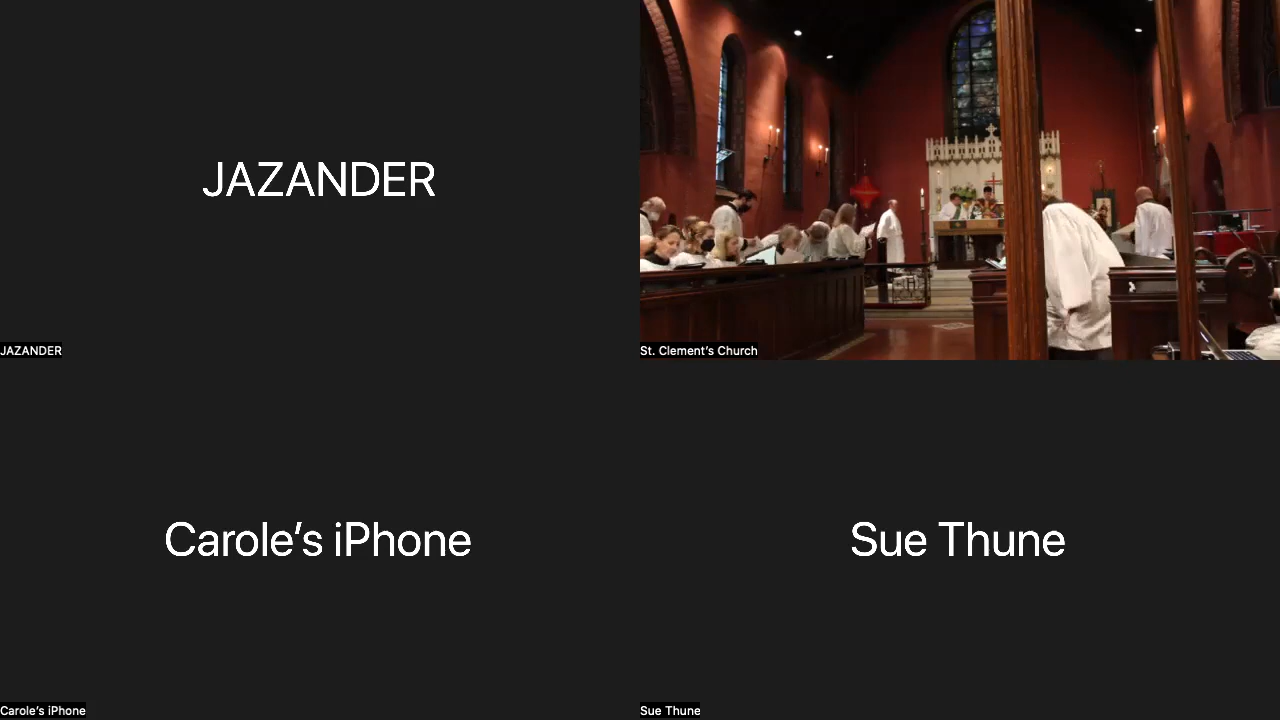 JAZANDER
JAZANDER
St. Clement's Church
Carole's iPhone
Sue Thune
Carole's iPhone
Sue Thune